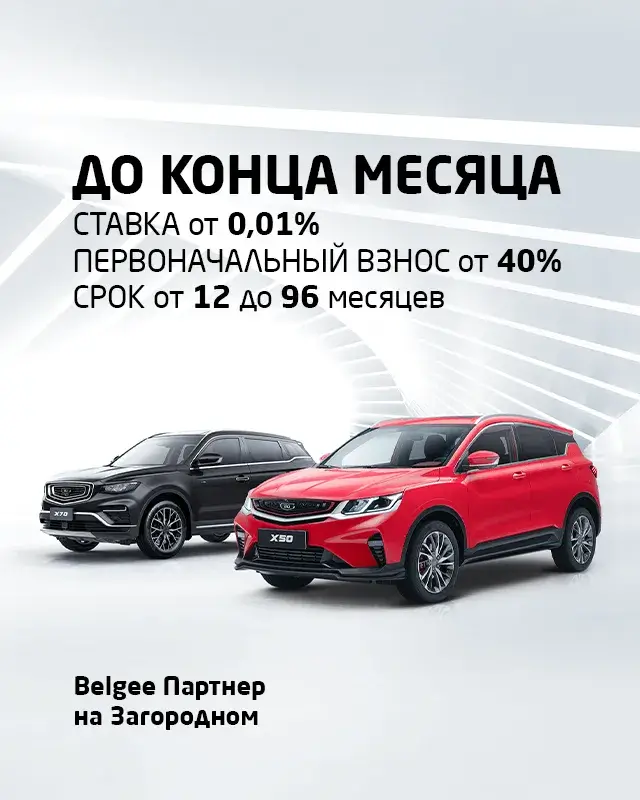 ДО КОНЦА МЕСЯЦА
СТАВКА от 0,01%
ПЕРВОНАЧАЛЬНЫЙ ВЗНОС от 40%
СРОК от 12 до 96 месяцев
X70
X50
Belgee Партнер
на Загородном